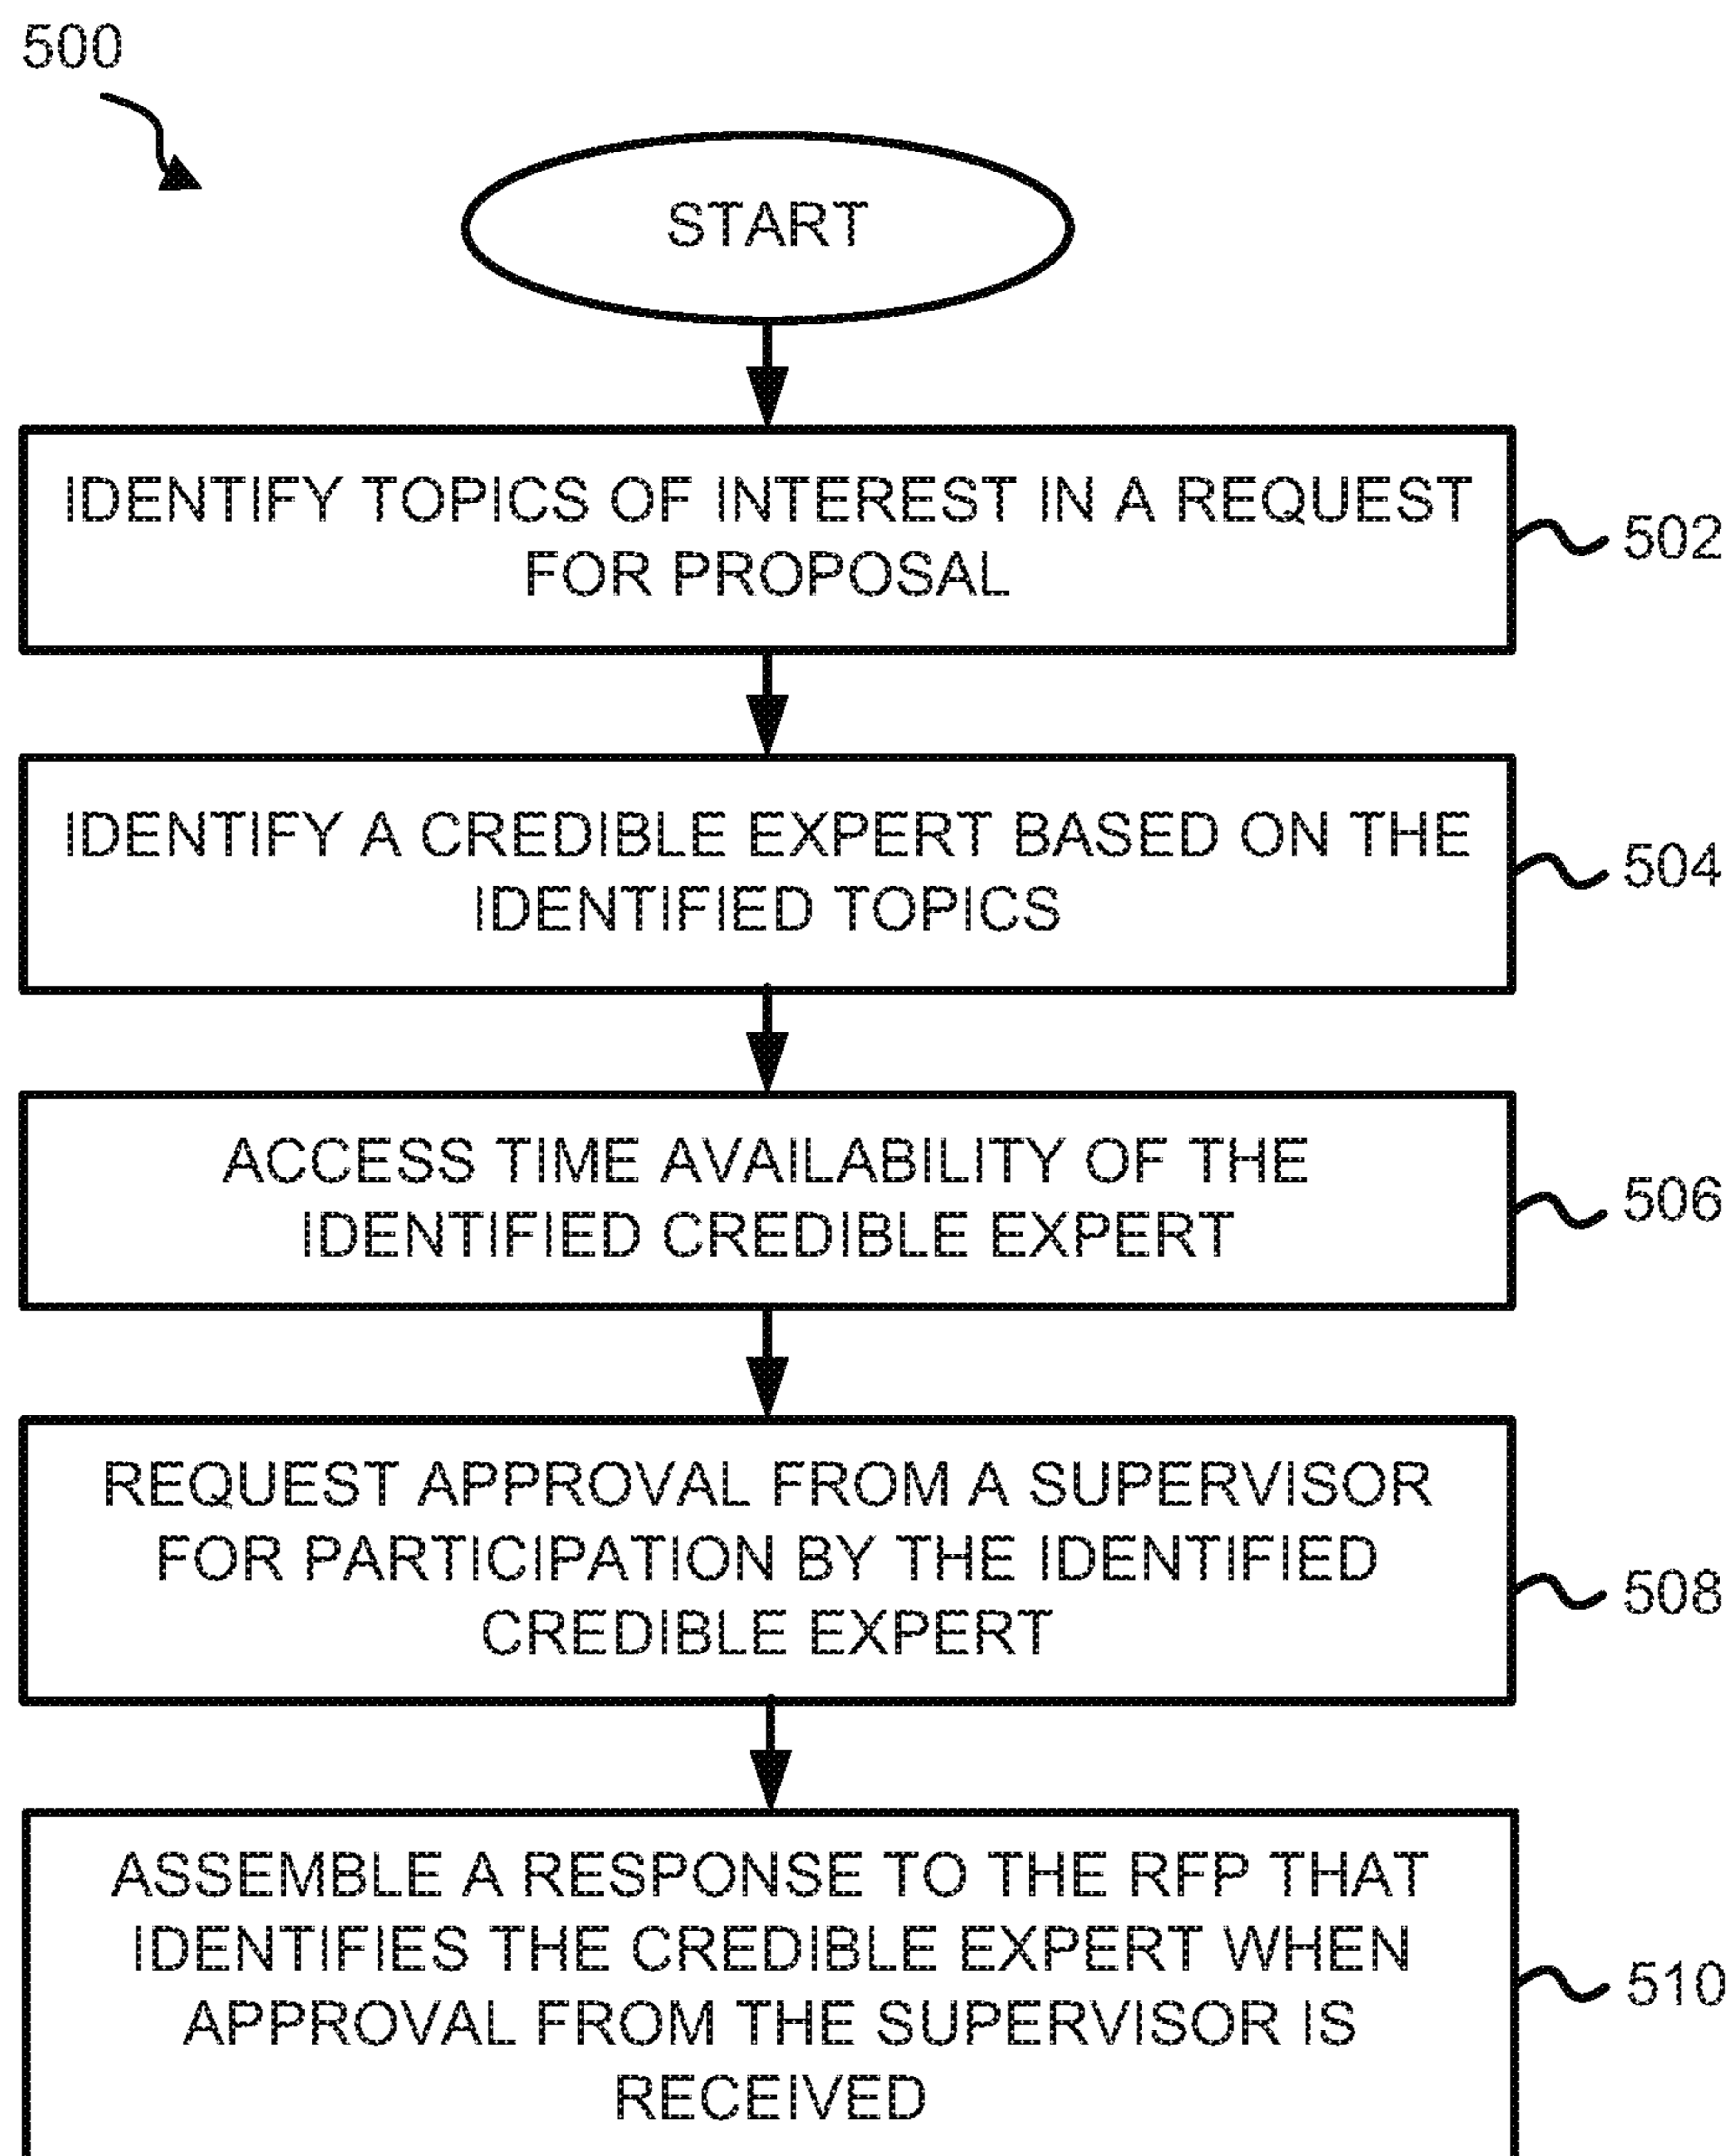 500
START
IDENTIFY TOPICS OF INTEREST IN A REQUEST
FOR PROPOSAL
502
IDENTIFY A CREDIBLE EXPERT BASED ON THE
IDENTIFIED TOPICS
504
ACCESS TIME AVAILABILITY OF THE
IDENTIFIED CREDIBLE EXPERT
506
REQUEST APPROVAL FROM A SUPERVISOR
FOR PARTICIPATION BY THE IDENTIFIED
CREDIBLE EXPERT
508
ASSEMBLE A RESPONSE TO THE RFP THAT
IDENTIFIES THE CREDIBLE EXPERT WHEN
APPROVAL FROM THE SUPERVISOR IS
RECEIVED
510